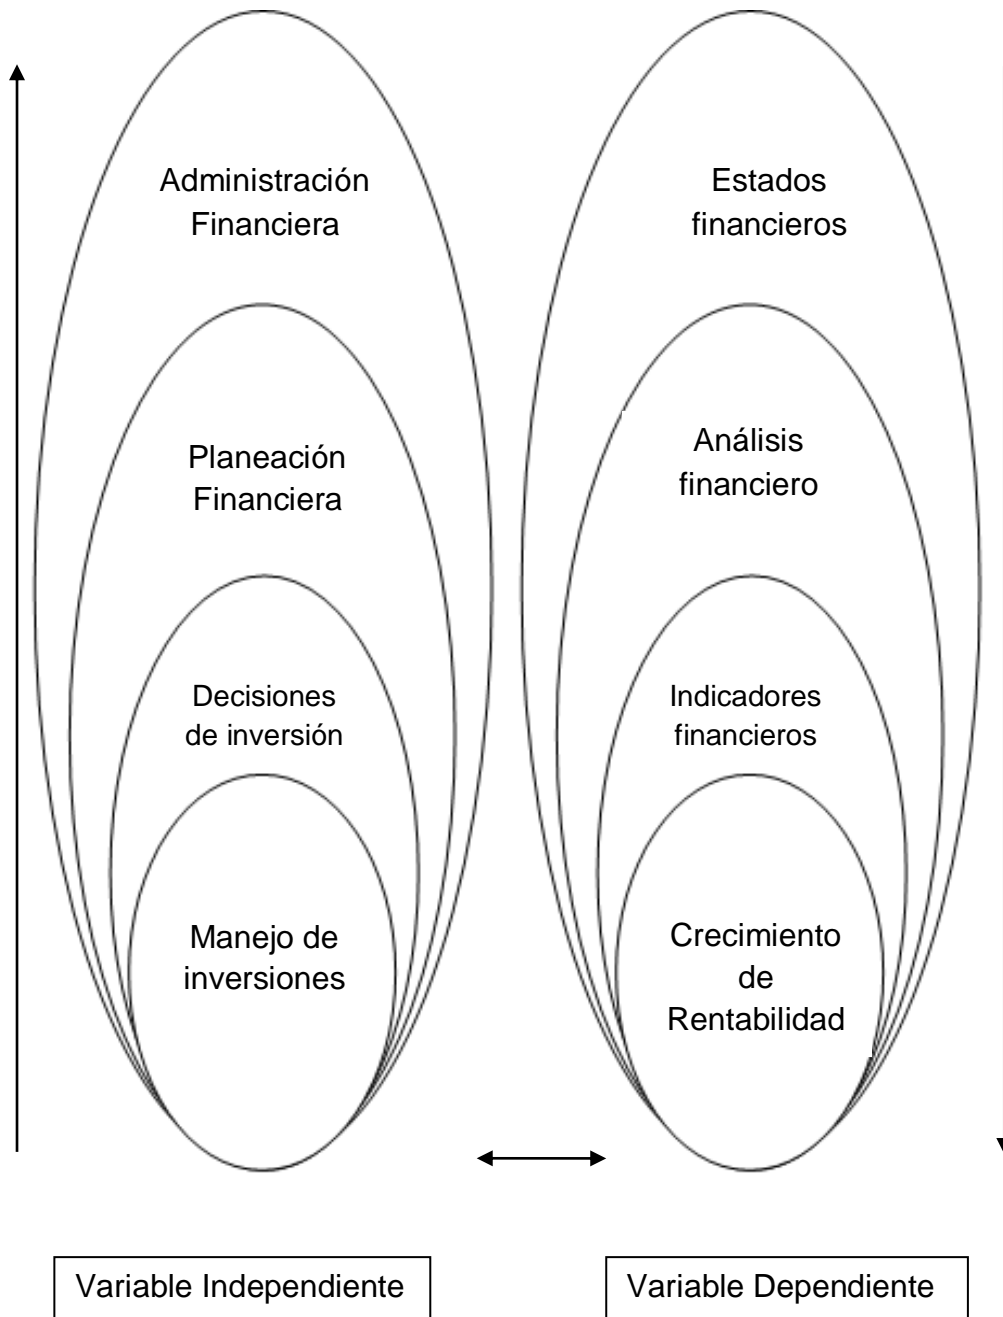 Administración
Financiera
Planeación
Financiera
Decisiones
de inversión
Manejo de
inversiones
Estados
financieros
Análisis
financiero
Indicadores
financieros
Crecimiento
de
Rentabilidad
Variable Independiente
Variable Dependiente